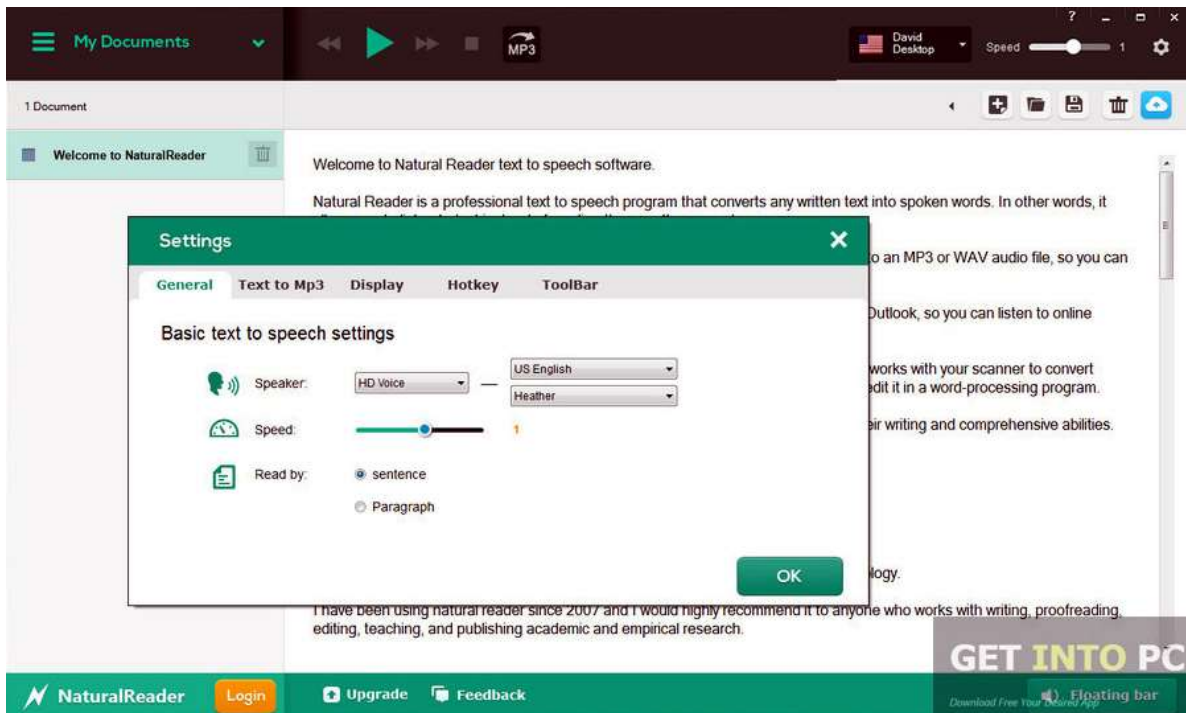 ? – x
My Documents
MP3
David
Desktop
Speed 1
1 Document
Welcome to NaturalReader
Welcome to Natural Reader text to speech software.
Natural Reader is a professional text to speech program that converts any written text into spoken words. In other words, it
to an MP3 or WAV audio file, so you can
Outlook, so you can listen to online
works with your scanner to convert
edit it in a word-processing program.
eir writing and comprehensive abilities.
Settings
General Text to Mp3 Display Hotkey ToolBar
Basic text to speech settings
Speaker: HD Voice — US English
Heather
Speed: 1
Read by: sentence
Paragraph
OK
logy.
I have been using natural reader since 2007 and I would highly recommend it to anyone who works with writing, proofreading,
editing, teaching, and publishing academic and empirical research.
GET INTO PC
Download Free Your Desired App
NaturalReader Login Upgrade Feedback Floating bar